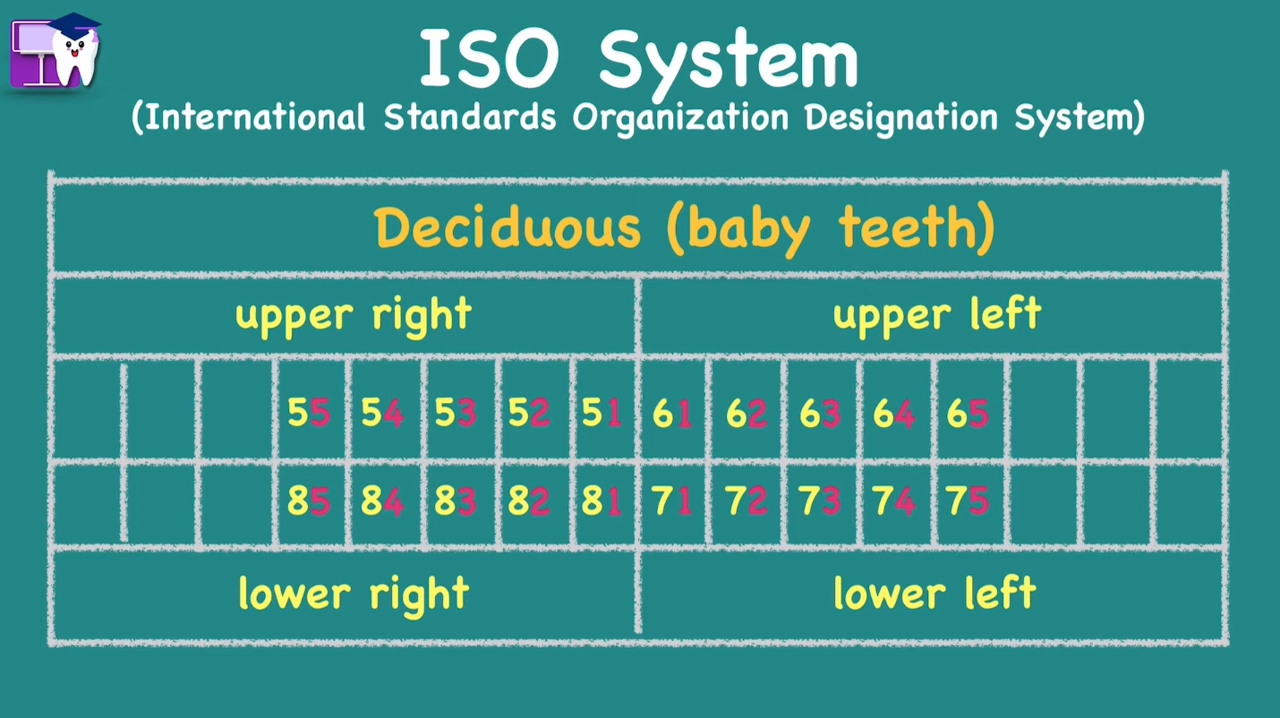 ISO System
(International Standards Organization Designation System)
Deciduous (baby teeth)
upper right upper left
55 54 53 52 51 61 62 63 64 65
85 84 83 82 81 71 72 73 74 75
lower right lower left